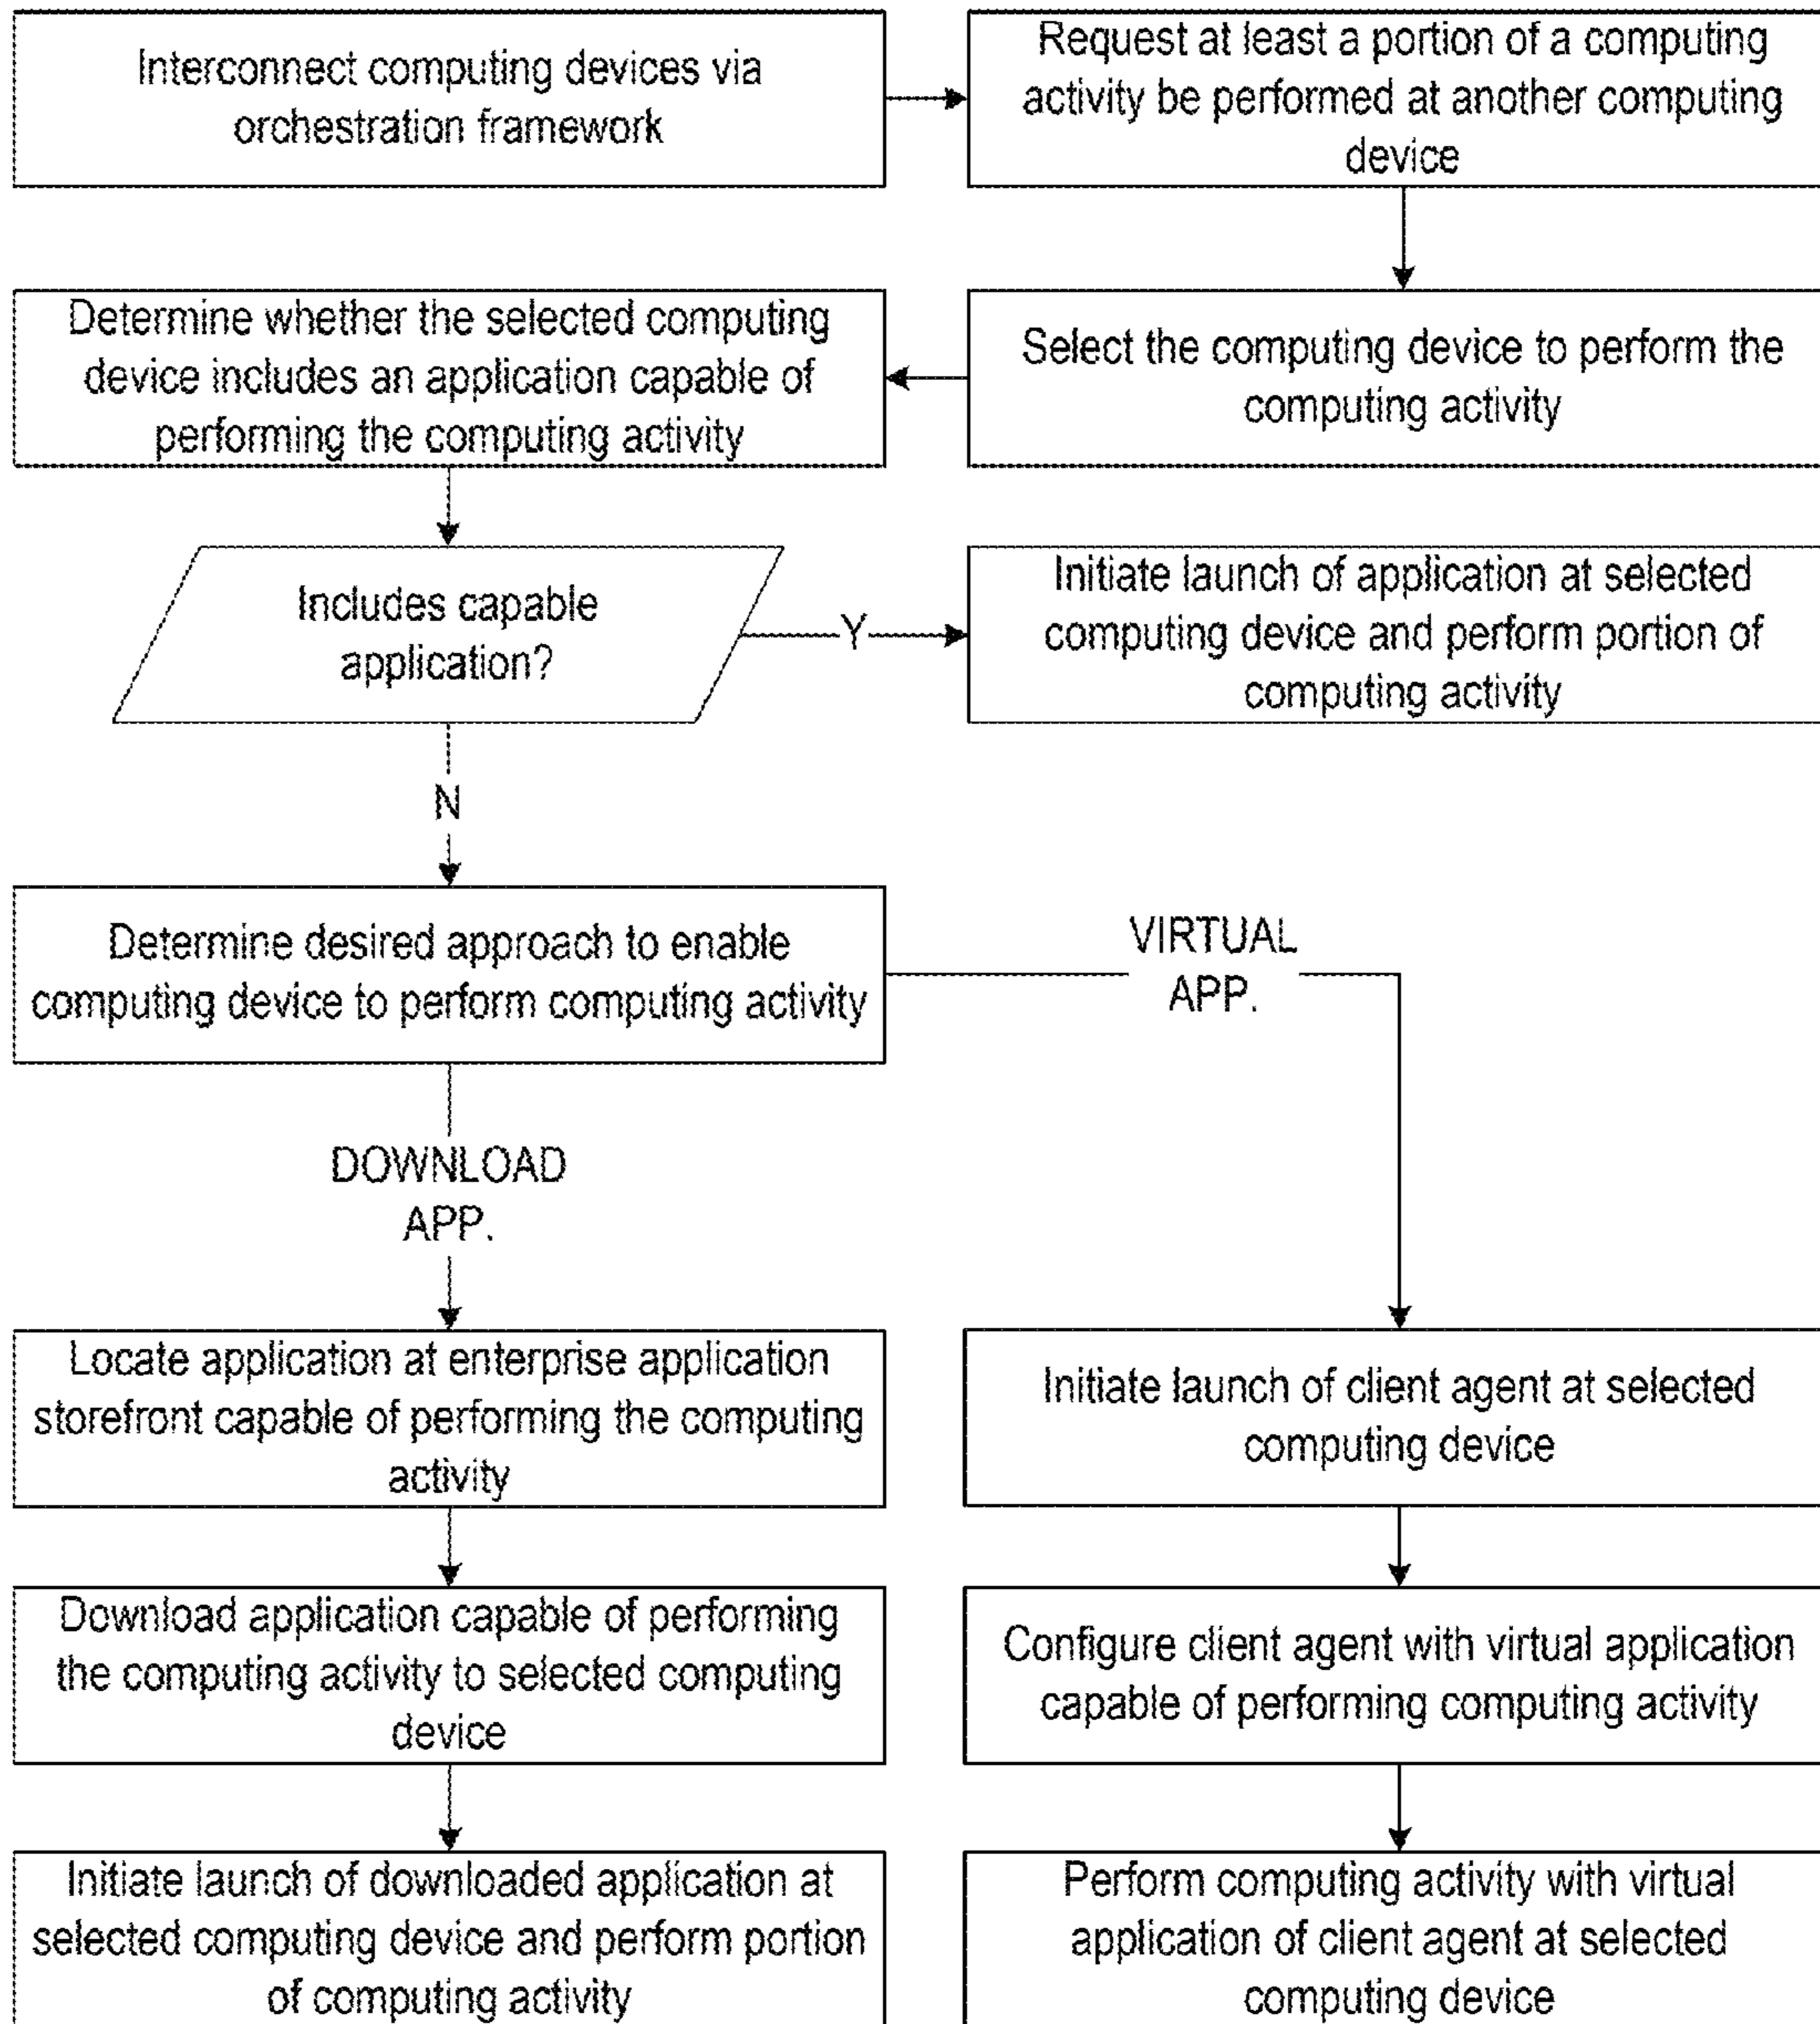 Interconnect computing devices via
orchestration framework
Request at least a portion of a computing
activity be performed at another computing
device
Select the computing device to perform the
computing activity
Determine whether the selected computing
device includes an application capable of
performing the computing activity
Includes capable
application?
Y
Initiate launch of application at selected
computing device and perform portion of
computing activity
N
Determine desired approach to enable
computing device to perform computing activity
VIRTUAL
APP.
DOWNLOAD
APP.
Locate application at enterprise application
storefront capable of performing the computing
activity
Download application capable of performing
the computing activity to selected computing
device
Initiate launch of downloaded application at
selected computing device and perform portion
of computing activity
Initiate launch of client agent at selected
computing device
Configure client agent with virtual application
capable of performing computing activity
Perform computing activity with virtual
application of client agent at selected
computing device